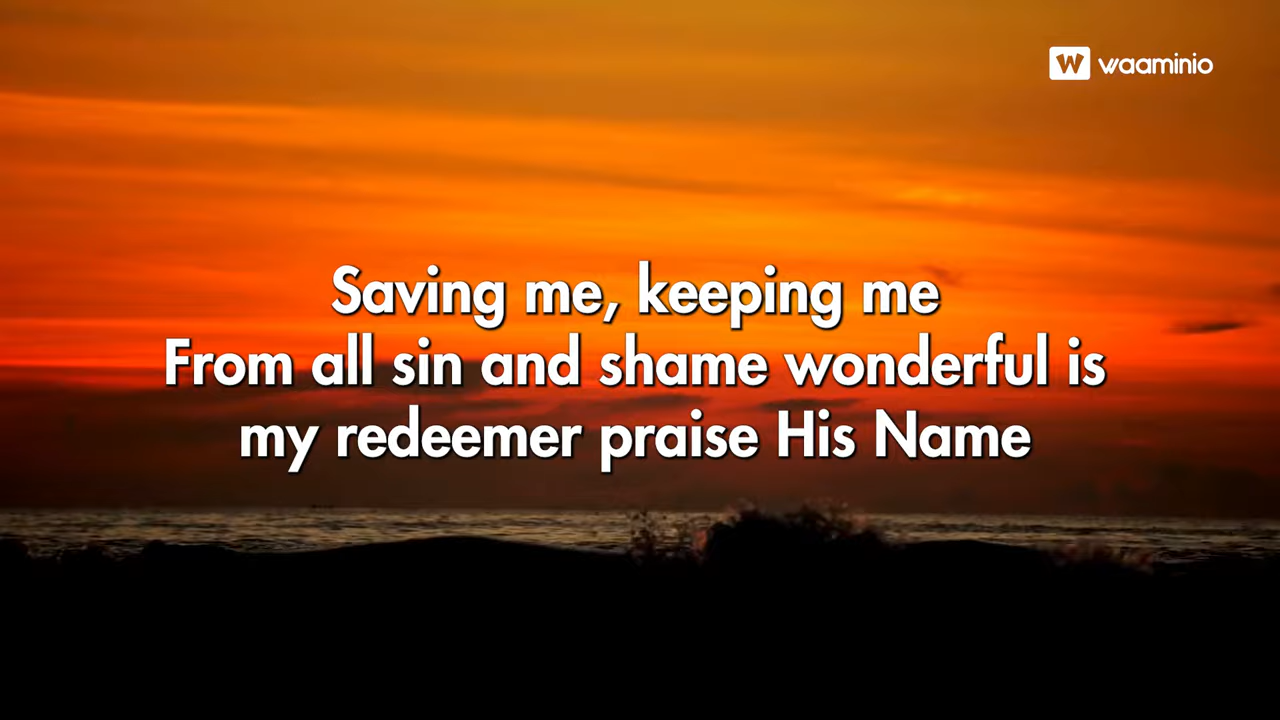 W waaminio
Saving me, keeping me
From all sin and shame wonderful is
my redeemer praise His Name